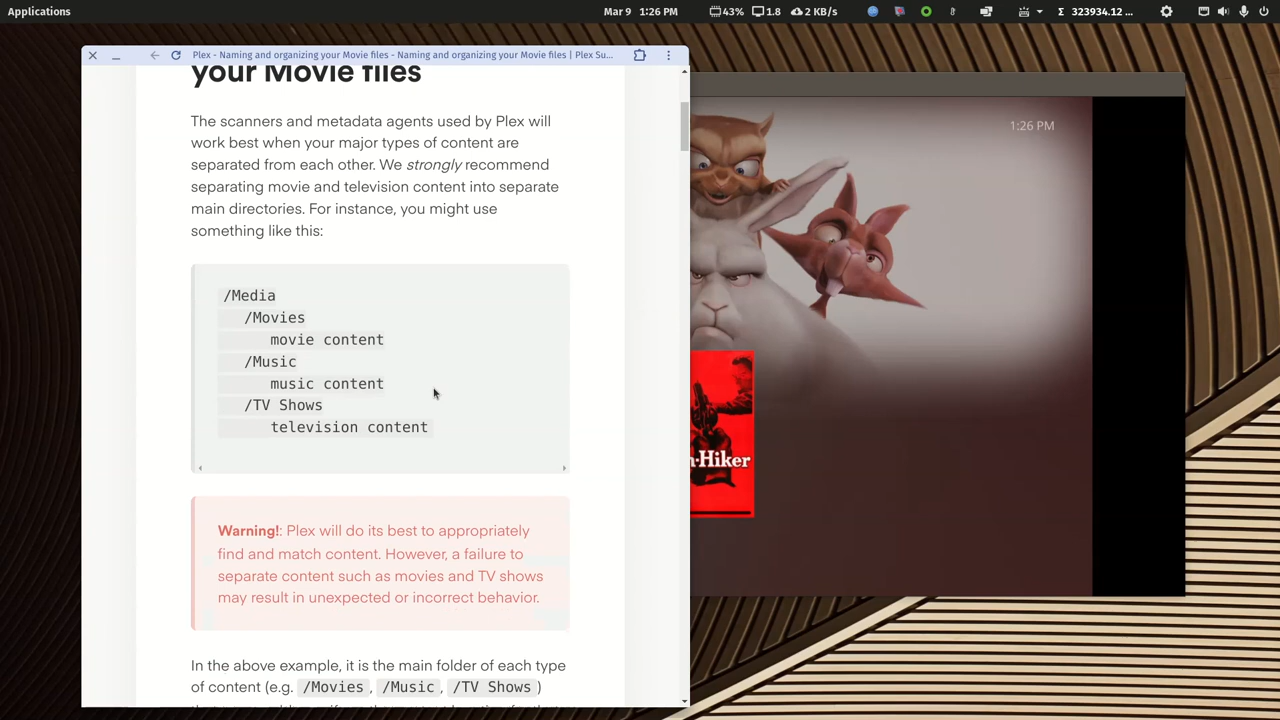 Applications
Mar 9 1:26 PM
43% 1.8 2 KB/s
Σ 323934.12 ...
Plex - Naming and organizing your Movie files - Naming and organizing your Movie files | Plex Su...
your Movie files
The scanners and metadata agents used by Plex will
work best when your major types of content are
separated from each other. We strongly recommend
separating movie and television content into separate
main directories. For instance, you might use
something like this:
/Media
/Movies
movie content
/Music
music content
/TV Shows
television content
Warning!: Plex will do its best to appropriately
find and match content. However, a failure to
separate content such as movies and TV shows
may result in unexpected or incorrect behavior.
In the above example, it is the main folder of each type
of content (e.g. /Movies, /Music, /TV Shows)
1:26 PM
-Hiker